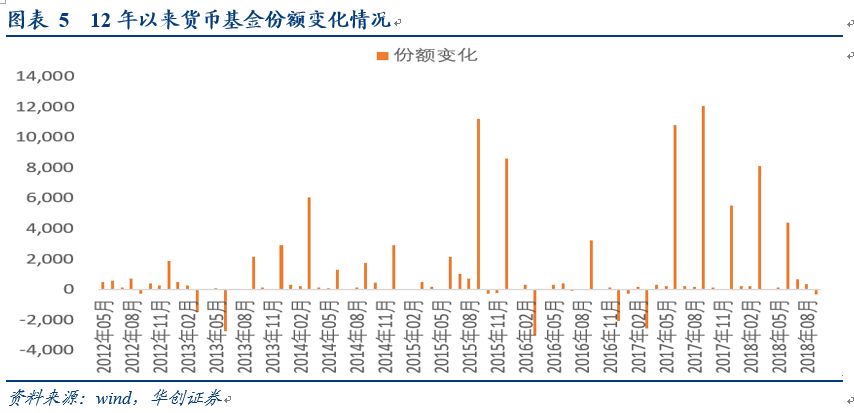 图表 5 12 年以来货币基金份额变化情况
份额变化
14,000
12,000
10,000
8,000
6,000
4,000
2,000
0
-2,000
-4,000
2012年05月
2012年08月
2012年11月
2013年02月
2013年05月
2013年08月
2013年11月
2014年02月
2014年05月
2014年08月
2014年11月
2015年02月
2015年05月
2015年08月
2015年11月
2016年02月
2016年05月
2016年08月
2016年11月
2017年02月
2017年05月
2017年08月
2017年11月
2018年02月
2018年05月
2018年08月
资料来源：wind，华创证券